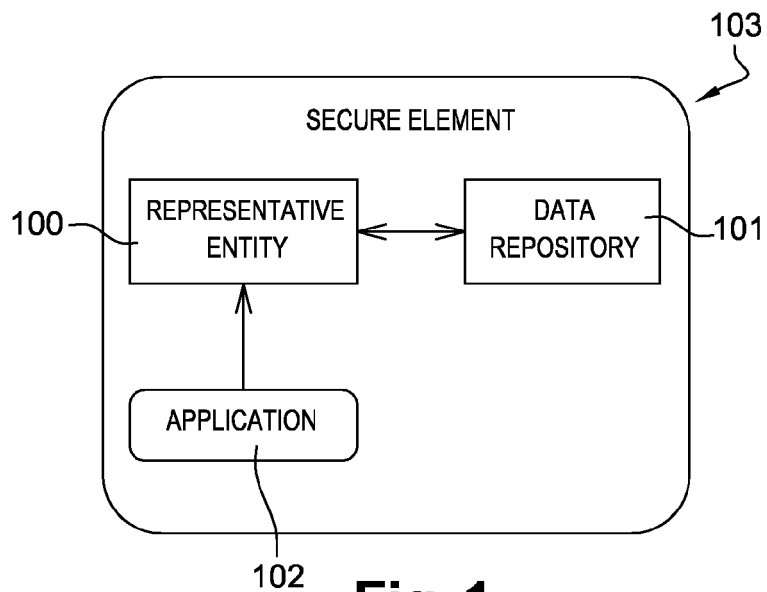 103
SECURE ELEMENT
REPRESENTATIVE
ENTITY
DATA
REPOSITORY
100
101
APPLICATION
102
Fig. 1